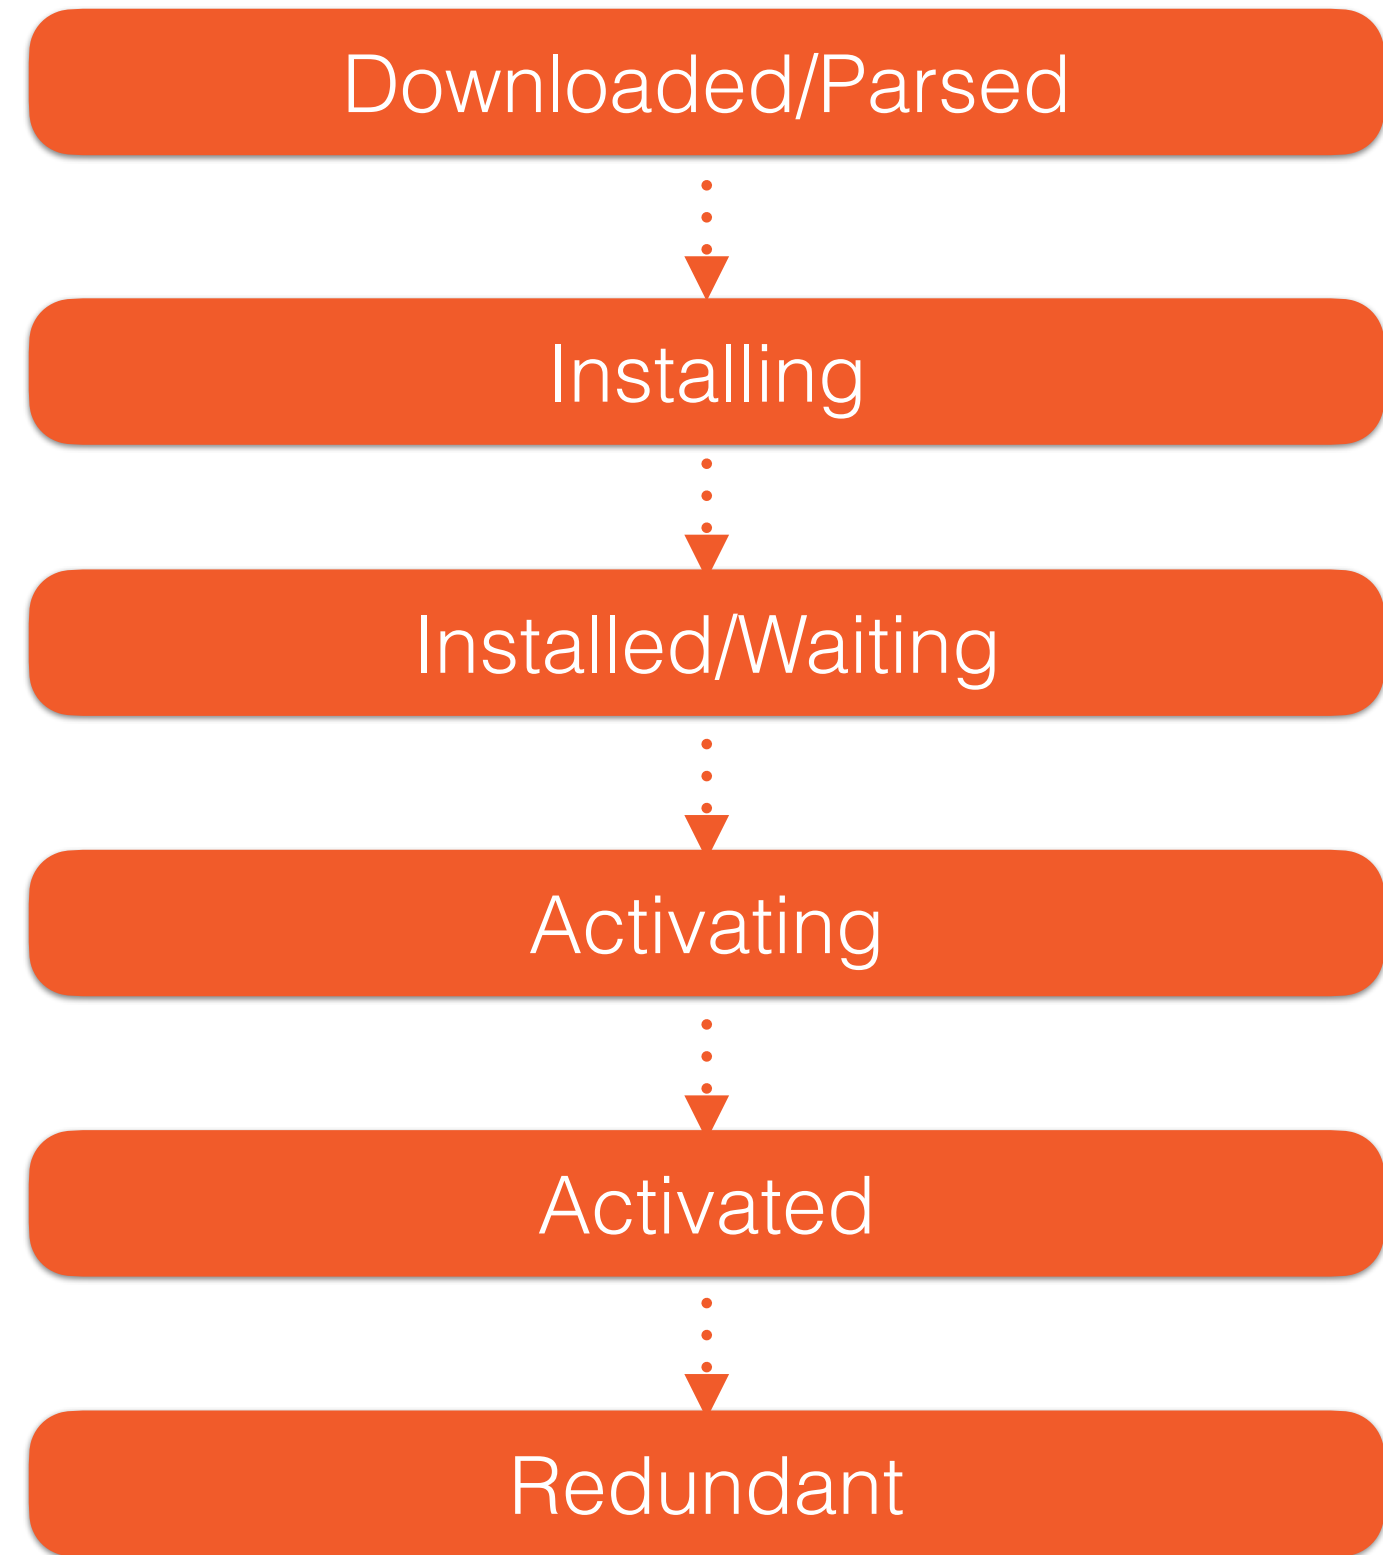 Downloaded/Parsed
Installing
Installed/Waiting
Activating
Activated
Redundant